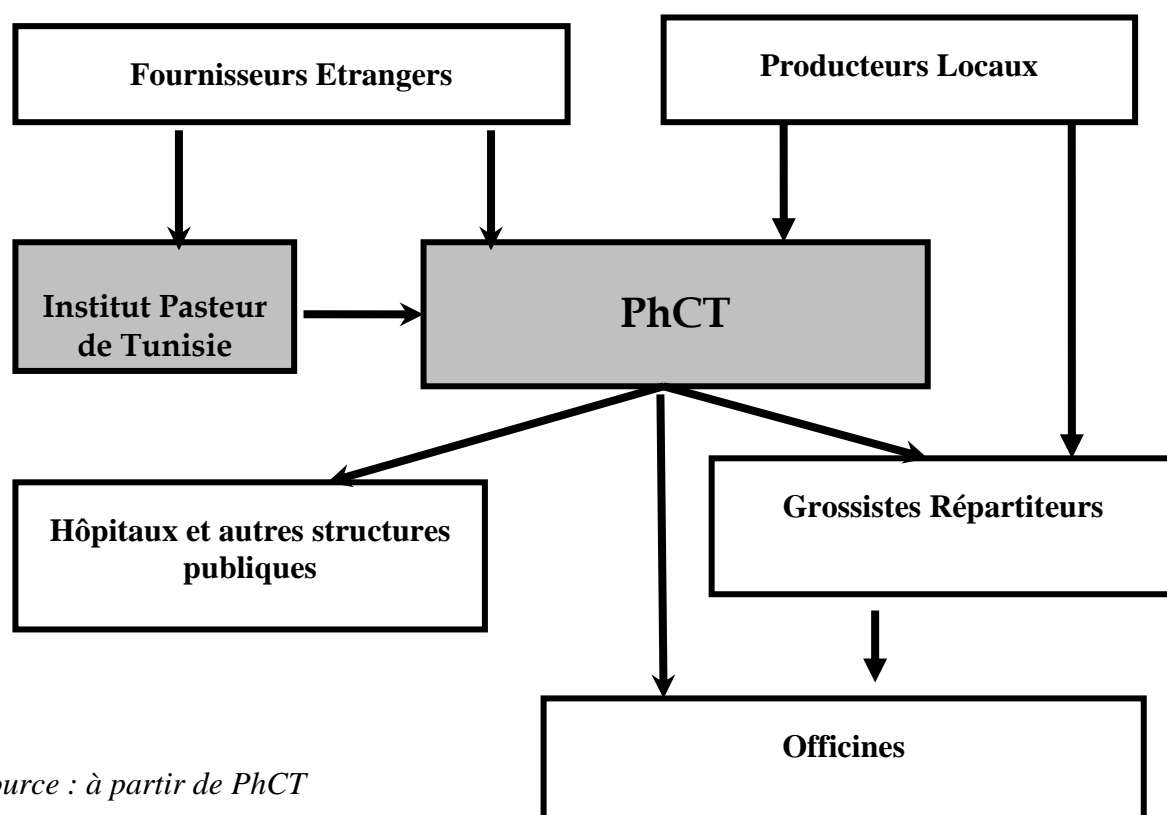 Fournisseurs Etrangers
Producteurs Locaux
Institut Pasteur
de Tunisie
PhCT
Hôpitaux et autres structures
publiques
Grossistes Répartiteurs
Officines
ource : à partir de PhCT